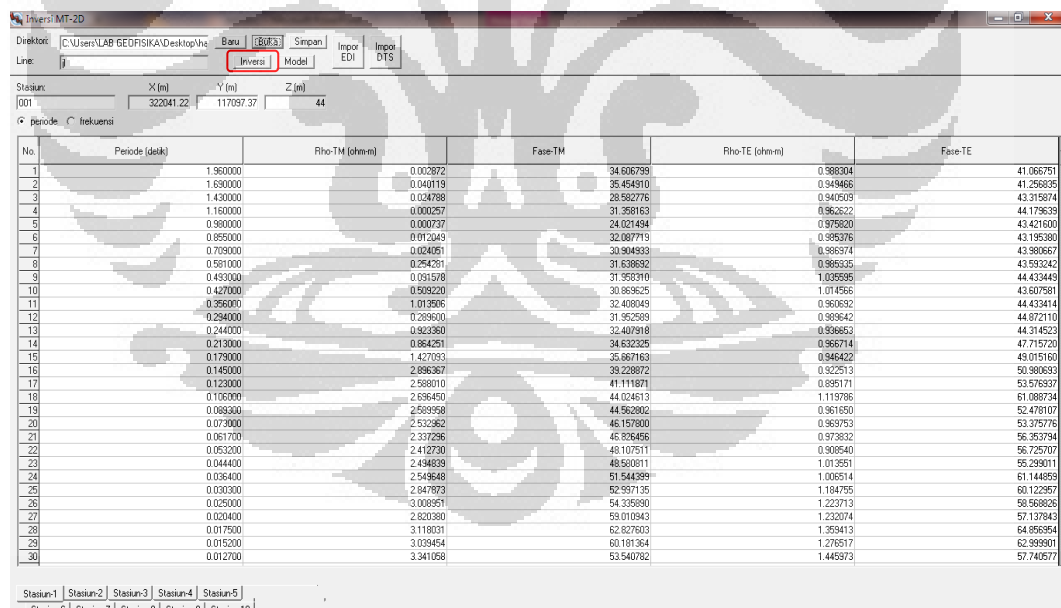 Inversi MT-2D
Direktori: C:\Users\LAB GEOFISIKA\Desktop\ha Baru Buka Simpan Impor EDI Impor DTS
Line: Inversi Model
Stasiun: X (m) Y (m) Z (m)
001 322041.22 117097.37 44
periode frekuensi
No. Periode (detik) Rho-TM (ohm-m) Fase-TM Rho-TE (ohm-m) Fase-TE
1 1.960000 0.002872 34.606799 0.988304 41.066751
2 1.690000 0.040119 35.454910 0.949466 41.256835
3 1.430000 0.024788 28.582776 0.940509 43.315874
4 1.160000 0.000257 31.358163 0.962622 44.179639
5 0.980000 0.000737 24.021494 0.975820 43.421600
6 0.855000 0.012049 32.087719 0.985376 43.195380
7 0.709000 0.024051 30.904933 0.986974 43.980667
8 0.581000 0.254281 31.638692 0.985935 43.593242
9 0.493000 0.091578 31.958310 1.035595 44.433449
10 0.427000 0.509220 30.869625 1.014566 43.607581
11 0.356000 1.013506 32.408049 0.960692 44.433414
12 0.294000 0.289600 31.952589 0.989642 44.872110
13 0.244000 0.923360 32.407918 0.936653 44.314523
14 0.213000 0.864251 34.632325 0.966714 47.715720
15 0.179000 1.427093 35.667163 0.946422 49.015160
16 0.145000 2.896367 39.228872 0.922513 50.980693
17 0.123000 2.588010 41.111871 0.895171 53.576937
18 0.106000 2.696450 44.024613 1.119786 61.088734
19 0.089300 2.589958 44.562802 0.961650 52.478107
20 0.073000 2.532962 46.157800 0.969753 53.375776
21 0.061700 2.337296 46.826456 0.973832 56.353794
22 0.053200 2.412730 48.107511 0.908540 56.725707
23 0.044400 2.494839 48.580811 1.013551 55.299011
24 0.036400 2.549648 51.544399 1.006514 61.144859
25 0.030300 2.847873 52.997135 1.184755 60.122957
26 0.025000 3.008951 54.335890 1.223713 58.568826
27 0.020400 2.820380 59.010943 1.232074 57.137843
28 0.017500 3.118031 62.827603 1.359413 64.856954
29 0.015200 3.039454 60.181364 1.276517 62.999901
30 0.012700 3.341058 53.540782 1.445973 57.740577
Stasiun-1 Stasiun-2 Stasiun-3 Stasiun-4 Stasiun-5